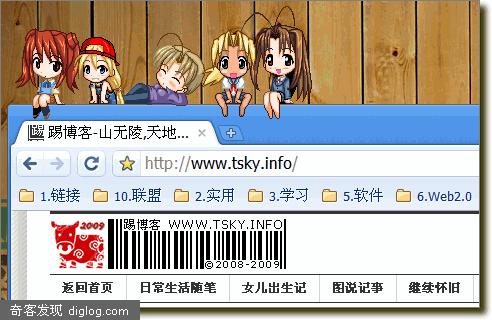 踢博客-山无陵,天地...
http://www.tsky.info/
1.链接 10.联盟 2.实用 3.学习 5.软件 6.Web2.0
2009
踢博客 WWW.TSKY.INFO
©2008-2009
返回首页 日常生活随笔 女儿出生记 图说记事 继续怀旧
奇客发现 diglog.com